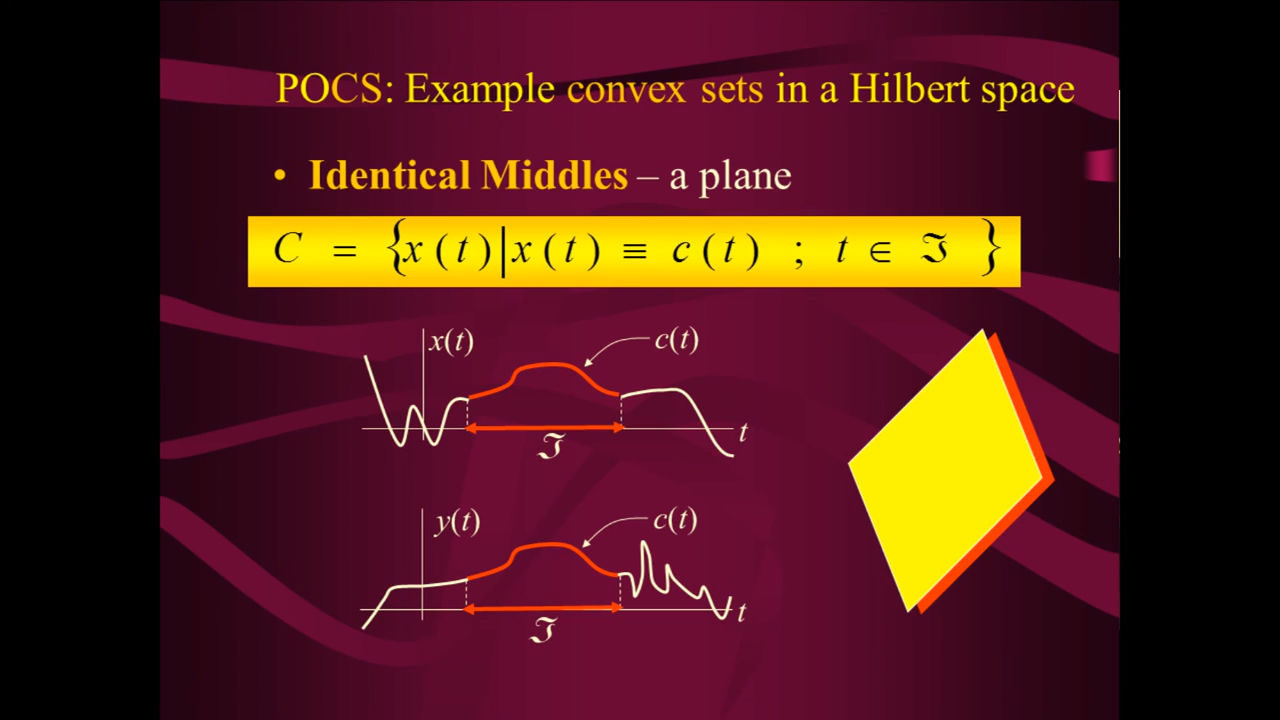 POCS: Example convex sets in a Hilbert space
• Identical Middles – a plane
C = {x(t)|x(t) ≡ c(t) ; t ∈ ℑ }
x(t)
c(t)
t
ℑ
y(t)
c(t)
t
ℑ